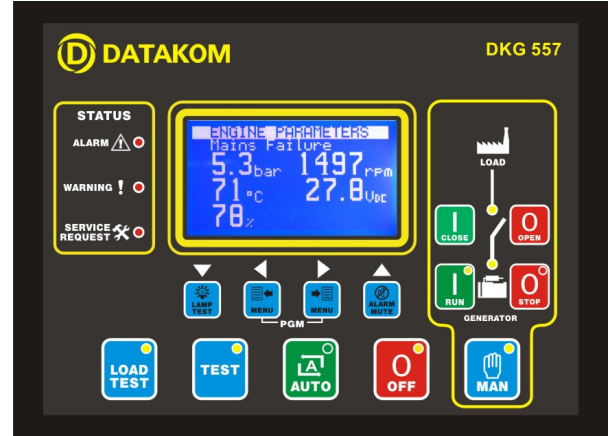 D DATAKOM
DKG 557
STATUS
ALARM
WARNING !
SERVICE
REQUEST
ENGINE PARAMETERS
Mains Failure
5.3bar 1497rpm
71°C 27.8VDC
78%
LOAD
I
CLOSE
O
OPEN
I
RUN
O
STOP
GENERATOR
LAMP
TEST
MENU
MENU
ALARM
MUTE
PGM
LOAD
TEST
TEST
A
AUTO
O
OFF
MAN